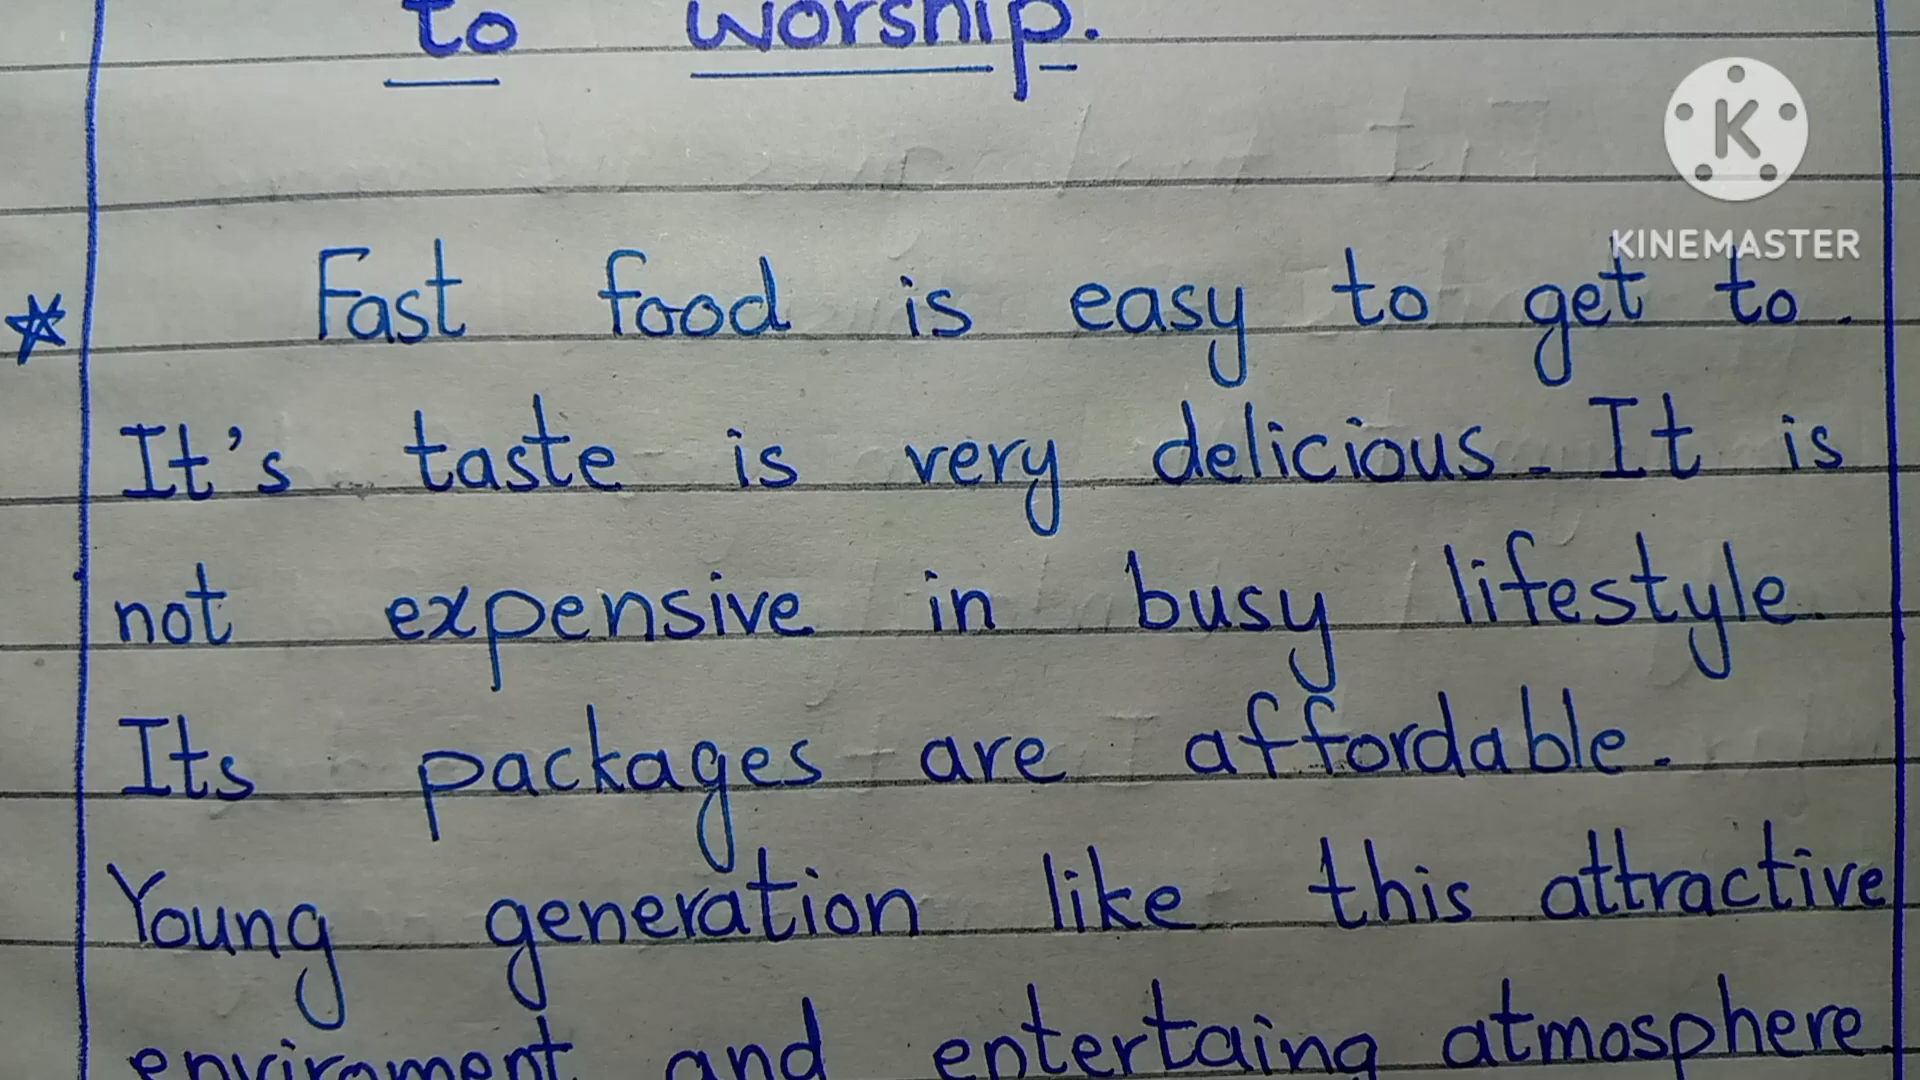 to worship.
K
KINEMASTER
Fast food is easy to get to.
It's taste is very delicious. It is
not expensive in busy lifestyle.
Its packages are affordable.
Young generation like this attractive
enviroment and entertaing atmosphere